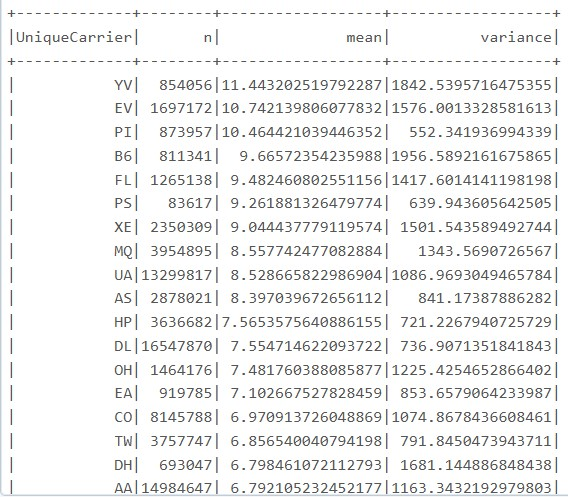 +-------------+--------+------------------+------------------+
|UniqueCarrier|       n|              mean|          variance|
+-------------+--------+------------------+------------------+
|           YV|  854056|11.443202519792287|1842.5395716475355|
|           EV| 1697172|10.742139806077832|1576.0013328581613|
|           PI|  873957|10.464421039446352|  552.341936994339|
|           B6|  811341|  9.66572354235988|1956.5892161675865|
|           FL| 1265138| 9.482460802551156|1417.6014141198198|
|           PS|   83617| 9.261881326479774|  639.943605642505|
|           XE| 2350309| 9.044437779119574| 1501.543589492744|
|           MQ| 3954895| 8.557742477082884|   1343.5690726567|
|           UA|13299817| 8.528665822986904|1086.9693049465784|
|           AS| 2878021| 8.397039672656112|   841.17387886282|
|           HP| 3636682|7.5653575640886155| 721.2267940725729|
|           DL|16547870| 7.554714622093722| 736.9071351841843|
|           OH| 1464176| 7.481760388085877|1225.4254652866402|
|           EA|  919785| 7.102667527828459| 853.6579064233987|
|           CO| 8145788| 6.970913726048869|1074.8678436608461|
|           TW| 3757747| 6.856540040794198| 791.8450473943711|
|           DH|  693047| 6.798461072112793| 1681.144886848438|
|           AA|14984647| 6.792105232452177|1163.3432192979803|